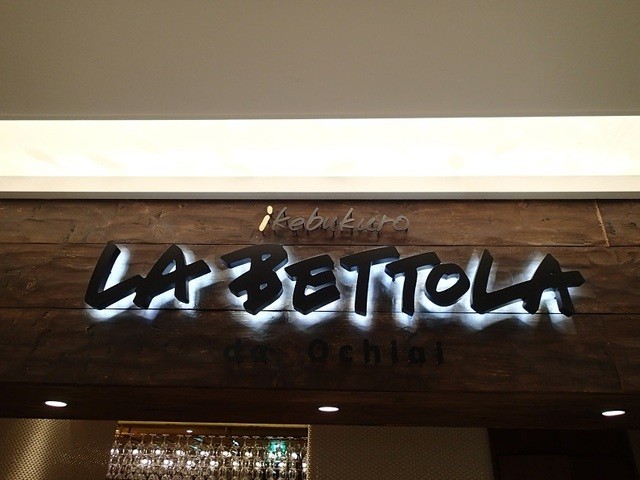 ikebukuro
LA BETTOLA
da Ochiai